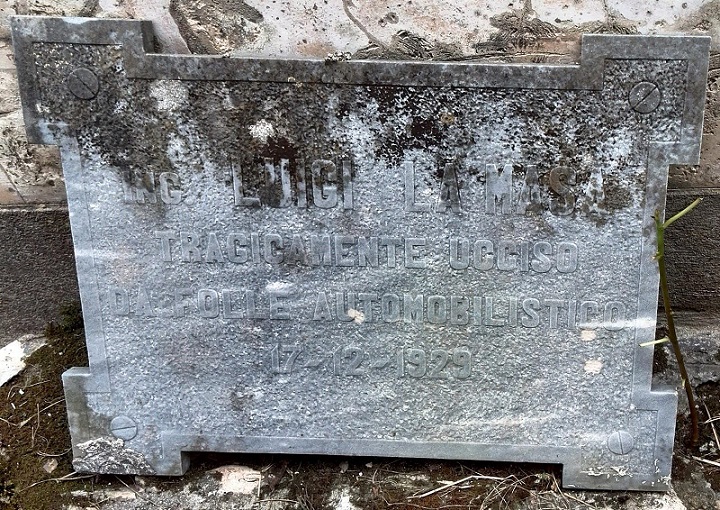 ING. LUIGI LA MASA
TRAGICAMENTE UCCISO
DA FOLLE AUTOMOBILISTICO
17-12-1929